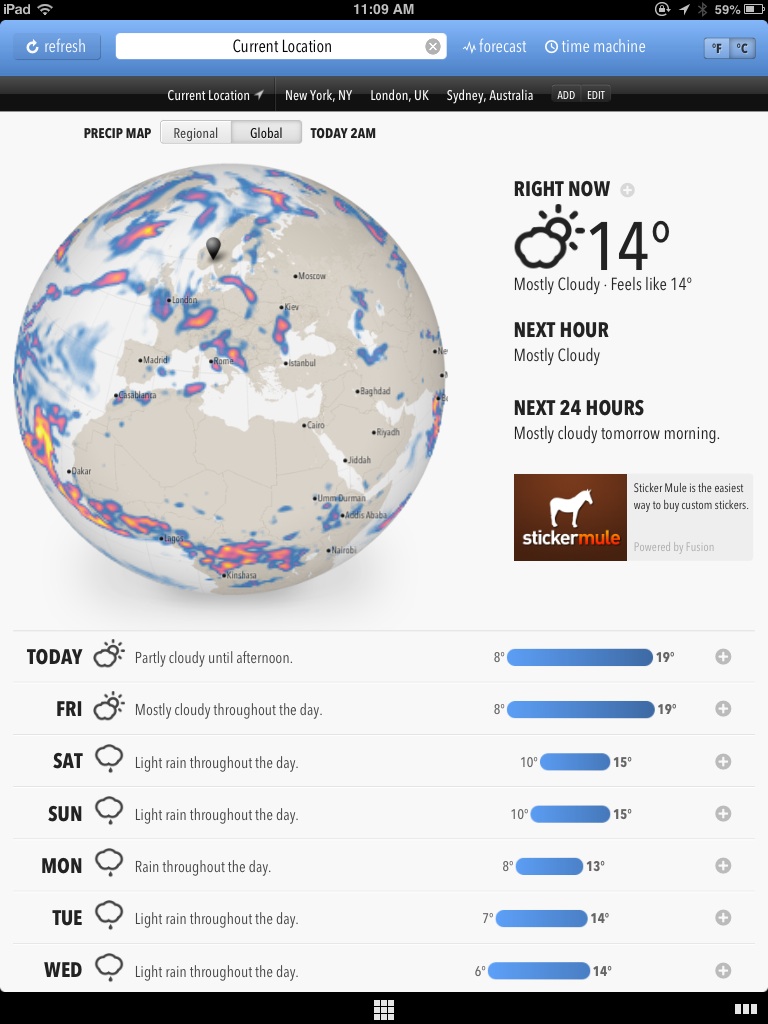 iPad 11:09 AM 59%
refresh Current Location forecast time machine °F °C
Current Location New York, NY London, UK Sydney, Australia ADD EDIT
PRECIP MAP Regional Global TODAY 2AM
Moscow
London
Kiev
Madrid
Rome
Istanbul
Casablanca
Baghdad
Cairo
Riyadh
Jiddah
Dakar
Umm Durman
Addis Ababa
Lagos
Nairobi
Kinshasa
RIGHT NOW
14°
Mostly Cloudy · Feels like 14°
NEXT HOUR
Mostly Cloudy
NEXT 24 HOURS
Mostly cloudy tomorrow morning.
stickermule
Sticker Mule is the easiest
way to buy custom stickers.
Powered by Fusion
TODAY Partly cloudy until afternoon. 8° 19°
FRI Mostly cloudy throughout the day. 8° 19°
SAT Light rain throughout the day. 10° 15°
SUN Light rain throughout the day. 10° 15°
MON Rain throughout the day. 8° 13°
TUE Light rain throughout the day. 7° 14°
WED Light rain throughout the day. 6° 14°